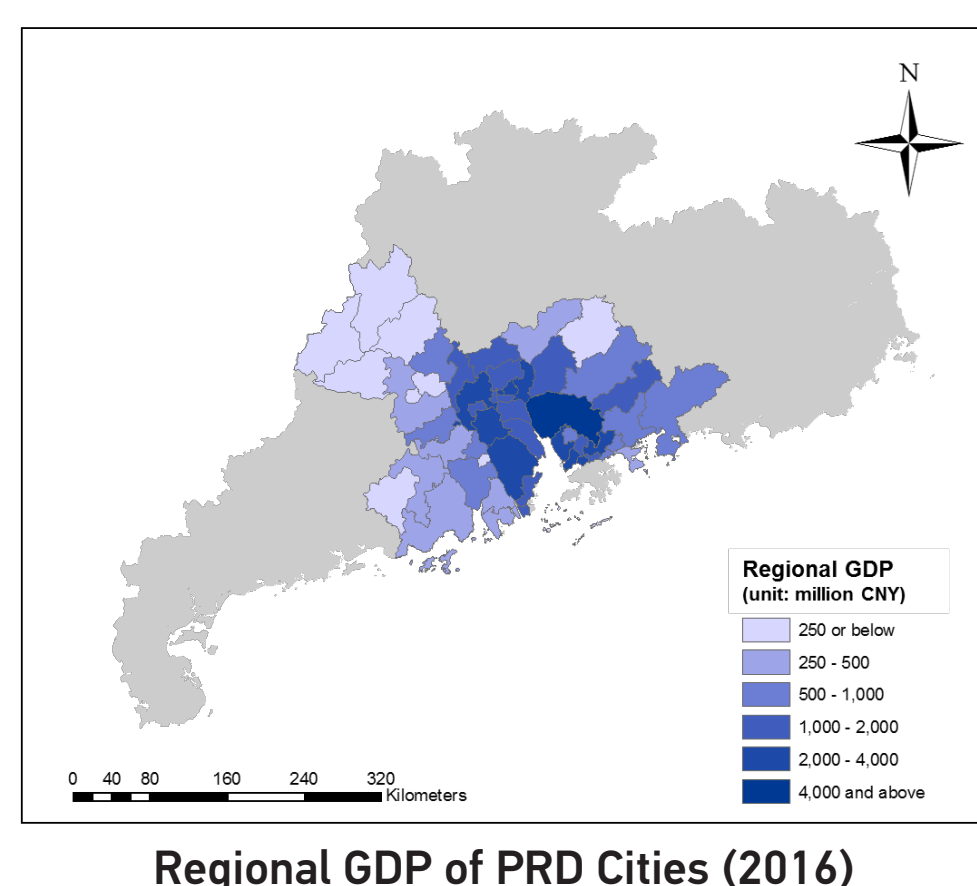 N
Regional GDP
(unit: million CNY)
250 or below
250 - 500
500 - 1,000
1,000 - 2,000
2,000 - 4,000
4,000 and above
0 40 80 160 240 320
Kilometers
Regional GDP of PRD Cities (2016)